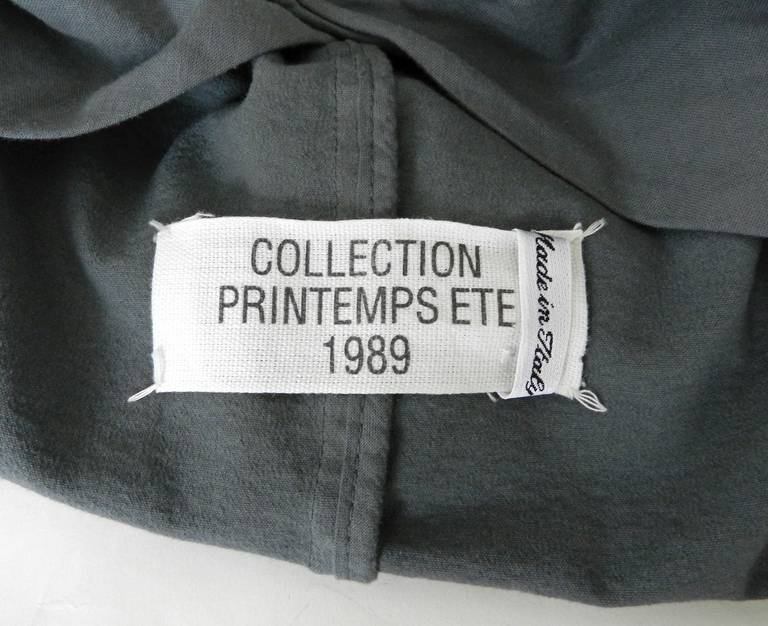 COLLECTION
PRINTEMPS ETE
1989
Made in Italy